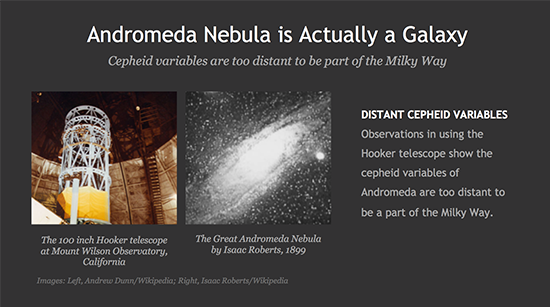 Andromeda Nebula is Actually a Galaxy
Cepheid variables are too distant to be part of the Milky Way
The 100 inch Hooker telescope
at Mount Wilson Observatory,
California
The Great Andromeda Nebula
by Isaac Roberts, 1899
DISTANT CEPHEID VARIABLES
Observations in using the
Hooker telescope show the
cepheid variables of
Andromeda are too distant to
be a part of the Milky Way.
Images: Left, Andrew Dunn/Wikipedia; Right, Isaac Roberts/Wikipedia